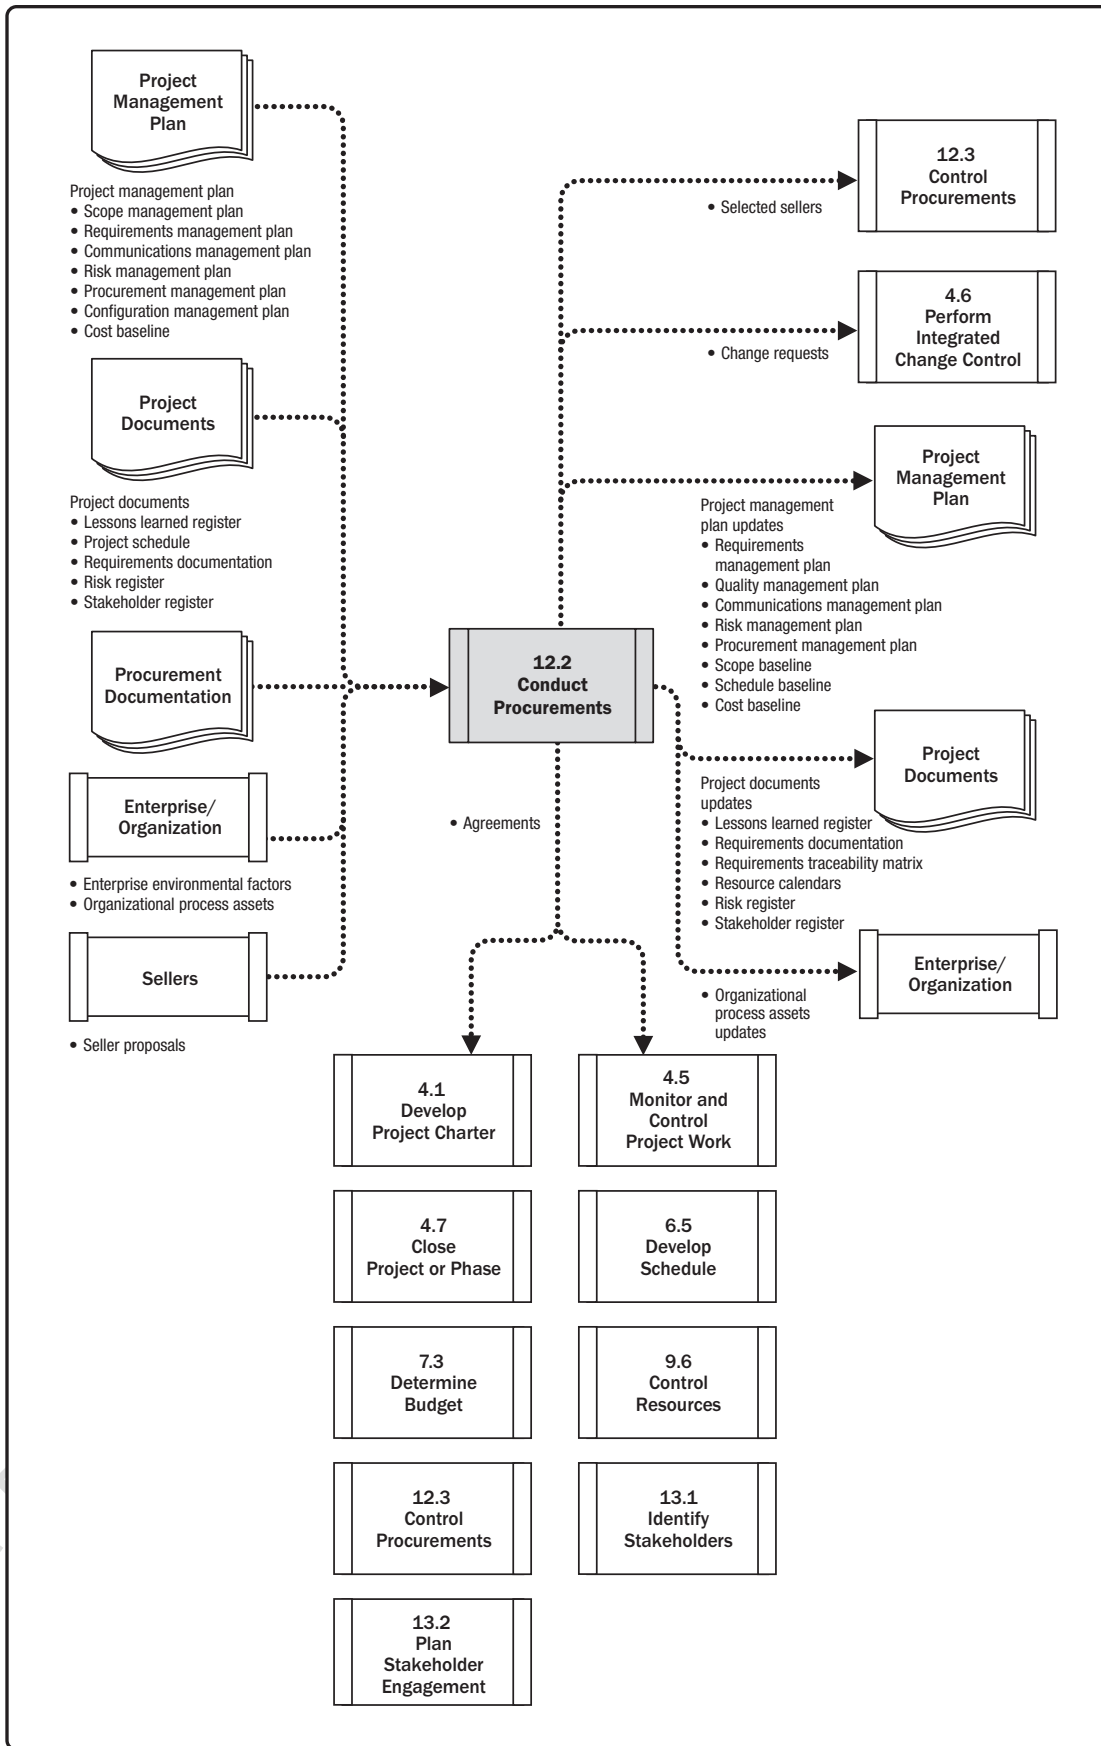 Project
Management
Plan
Project management plan
• Scope management plan
• Requirements management plan
• Communications management plan
• Risk management plan
• Procurement management plan
• Configuration management plan
• Cost baseline
Project
Documents
Project documents
• Lessons learned register
• Project schedule
• Requirements documentation
• Risk register
• Stakeholder register
Procurement
Documentation
Enterprise/
Organization
• Enterprise environmental factors
• Organizational process assets
Sellers
• Seller proposals
12.2
Conduct
Procurements
• Selected sellers
12.3
Control
Procurements
• Change requests
4.6
Perform
Integrated
Change Control
Project
Management
Plan
Project management
plan updates
• Requirements
management plan
• Quality management plan
• Communications management plan
• Risk management plan
• Procurement management plan
• Scope baseline
• Schedule baseline
• Cost baseline
Project
Documents
Project documents
updates
• Lessons learned register
• Requirements documentation
• Requirements traceability matrix
• Resource calendars
• Risk register
• Stakeholder register
Enterprise/
Organization
• Organizational
process assets
updates
• Agreements
4.1
Develop
Project Charter
4.5
Monitor and
Control
Project Work
4.7
Close
Project or Phase
6.5
Develop
Schedule
7.3
Determine
Budget
9.6
Control
Resources
12.3
Control
Procurements
13.1
Identify
Stakeholders
13.2
Plan
Stakeholder
Engagement